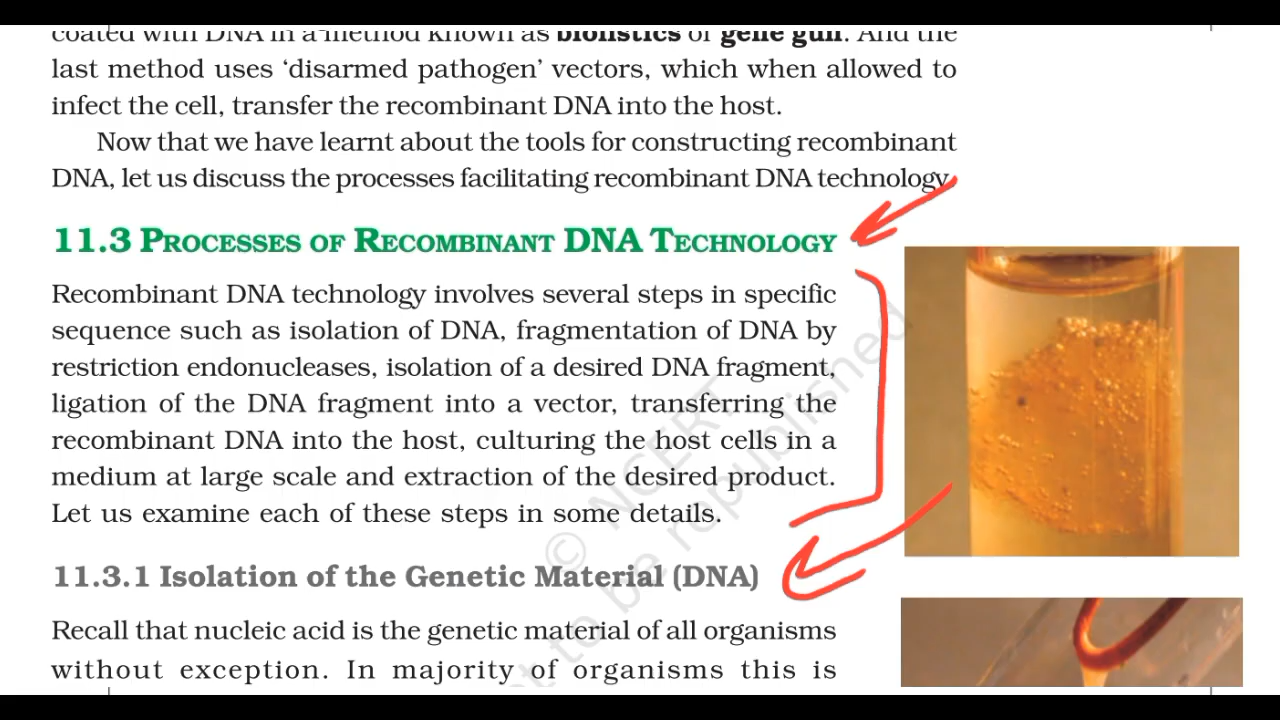 coated with DNA in a method known as biolistics or gene gun. And the
last method uses ‘disarmed pathogen’ vectors, which when allowed to
infect the cell, transfer the recombinant DNA into the host.
Now that we have learnt about the tools for constructing recombinant
DNA, let us discuss the processes facilitating recombinant DNA technology.
11.3 PROCESSES OF RECOMBINANT DNA TECHNOLOGY
Recombinant DNA technology involves several steps in specific
sequence such as isolation of DNA, fragmentation of DNA by
restriction endonucleases, isolation of a desired DNA fragment,
ligation of the DNA fragment into a vector, transferring the
recombinant DNA into the host, culturing the host cells in a
medium at large scale and extraction of the desired product.
Let us examine each of these steps in some details.
11.3.1 Isolation of the Genetic Material (DNA)
Recall that nucleic acid is the genetic material of all organisms
without exception. In majority of organisms this is
© NCERT
to be republished